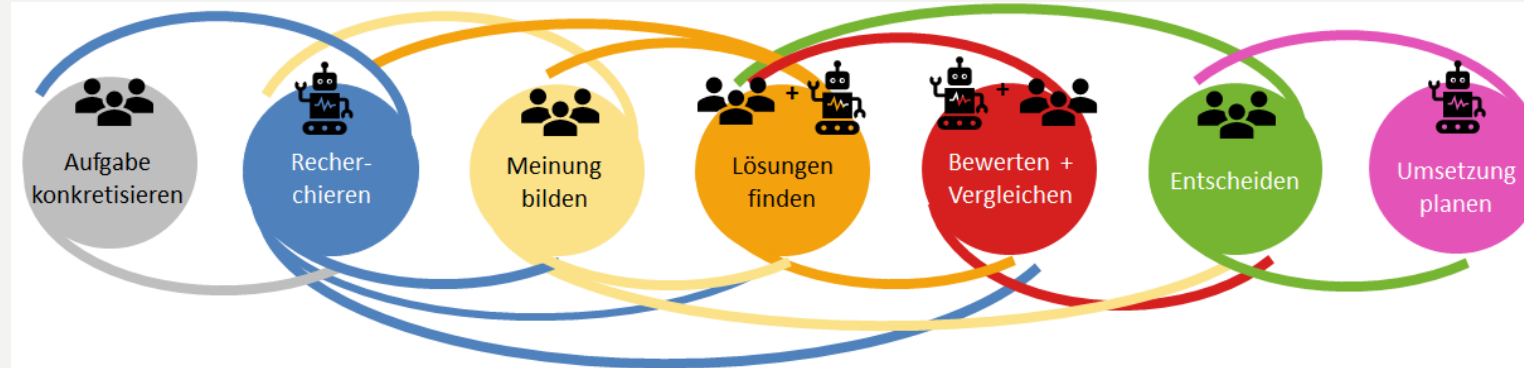 Aufgabe
konkretisieren
Recher-
chieren
Meinung
bilden
+
Lösungen
finden
+
Bewerten +
Vergleichen
Entscheiden
Umsetzung
planen